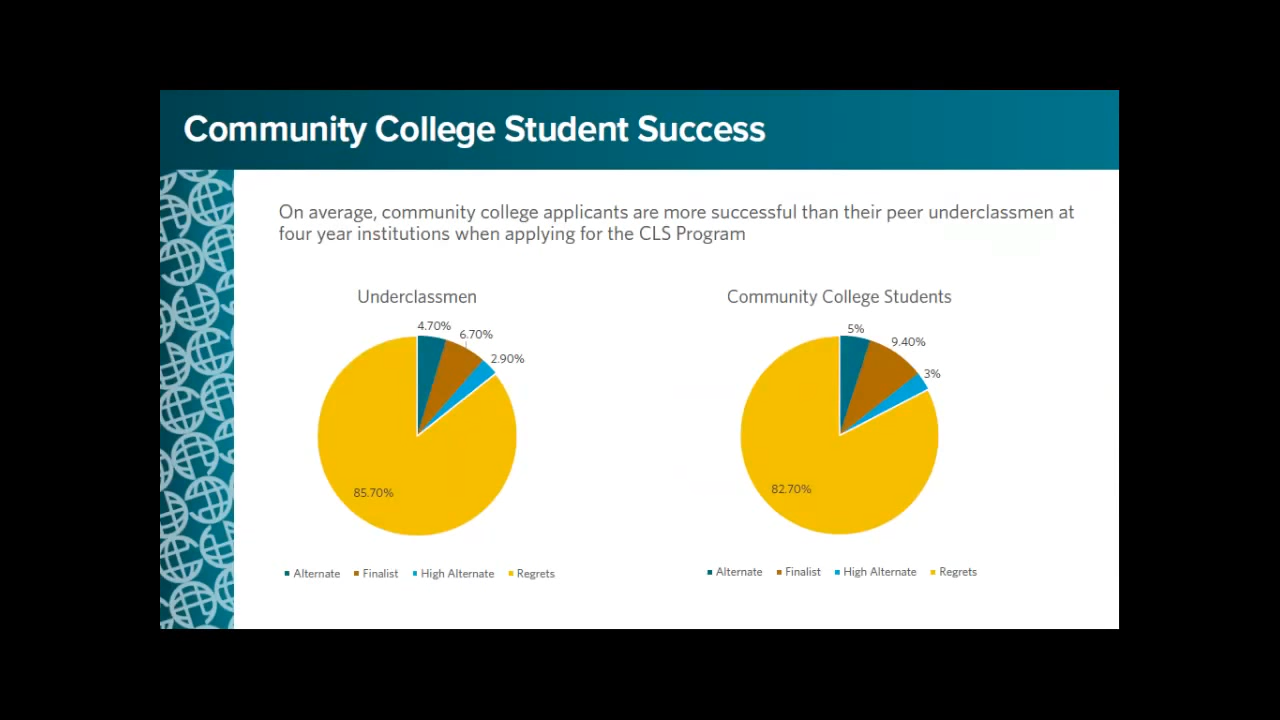 Community College Student Success
On average, community college applicants are more successful than their peer underclassmen at
four year institutions when applying for the CLS Program
Underclassmen
4.70%
6.70%
2.90%
85.70%
Alternate Finalist High Alternate Regrets
Community College Students
5%
9.40%
3%
82.70%
Alternate Finalist High Alternate Regrets